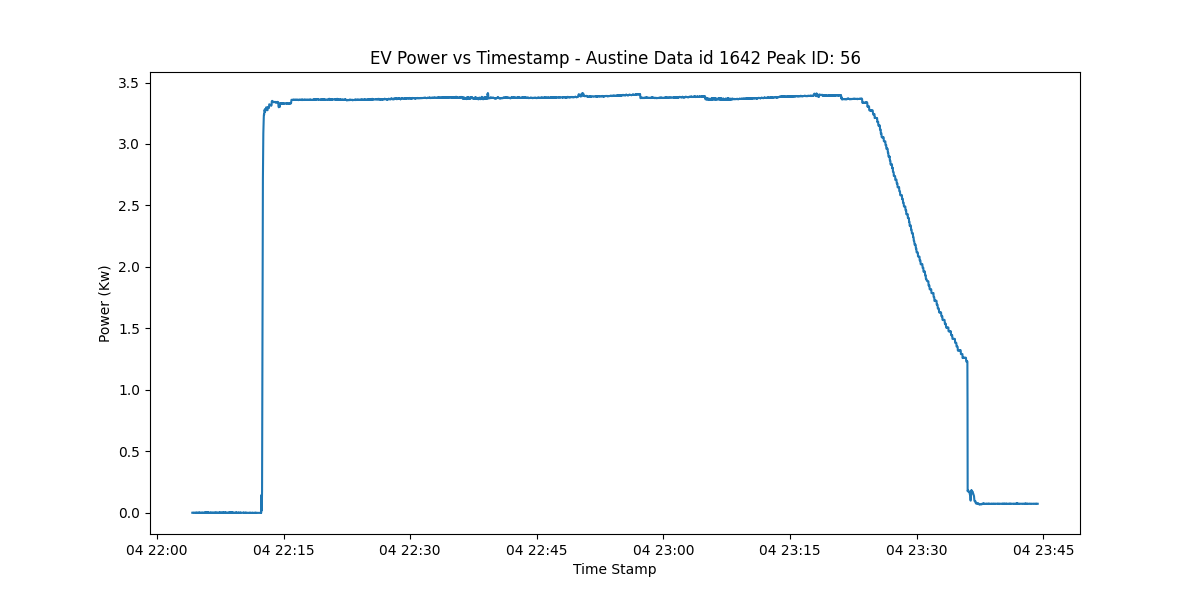 EV Power vs Timestamp - Austine Data id 1642 Peak ID: 56
3.5
3.0
2.5
2.0
1.5
1.0
0.5
0.0
Power (Kw)
04 22:00 04 22:15 04 22:30 04 22:45 04 23:00 04 23:15 04 23:30 04 23:45
Time Stamp